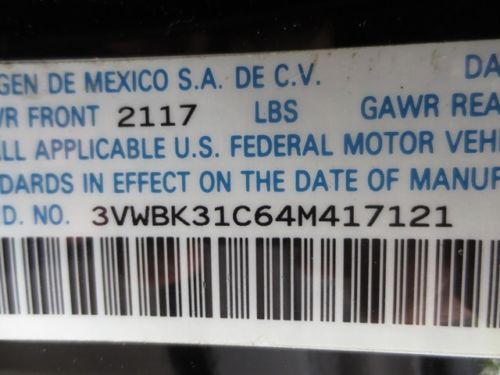 GEN DE MEXICO S.A. DE C.V. DA
WR FRONT 2117 LBS GAWR REA
ALL APPLICABLE U.S. FEDERAL MOTOR VEH
DARDS IN EFFECT ON THE DATE OF MANUF
D. NO. 3VWBK31C64M417121